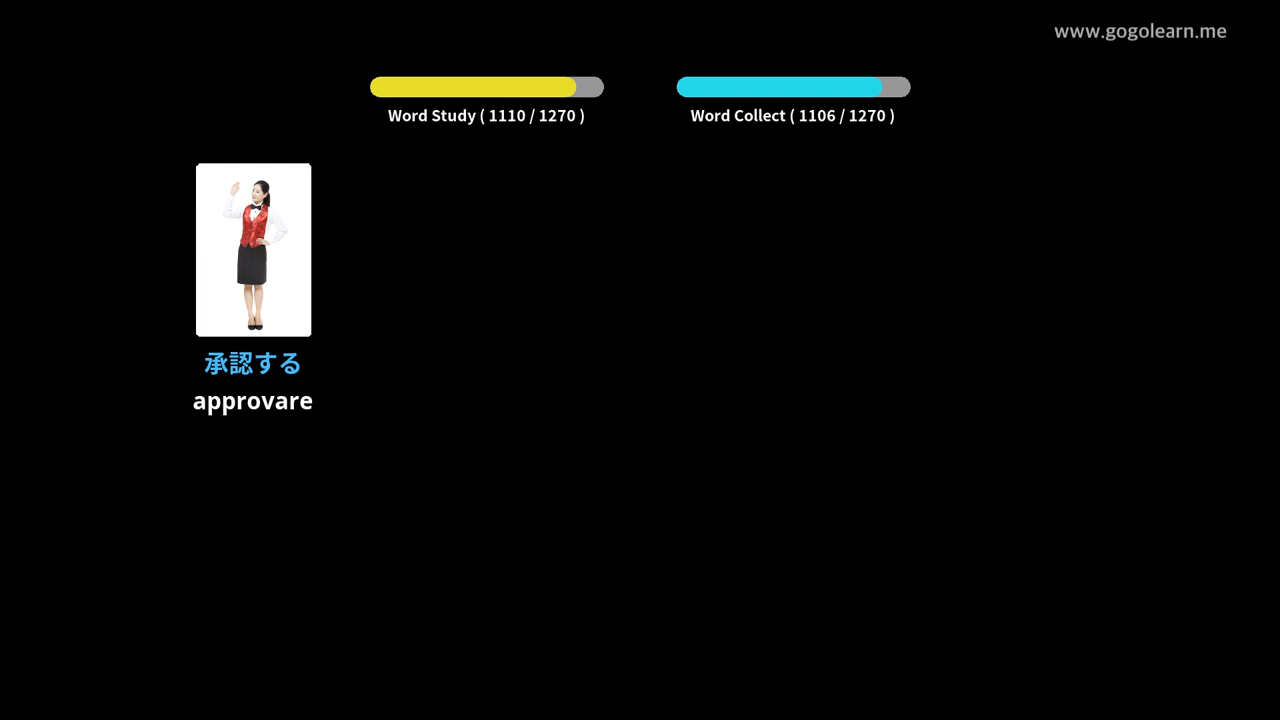 www.gogolearn.me
Word Study ( 1110 / 1270 )
Word Collect ( 1106 / 1270 )
承認する
approvare